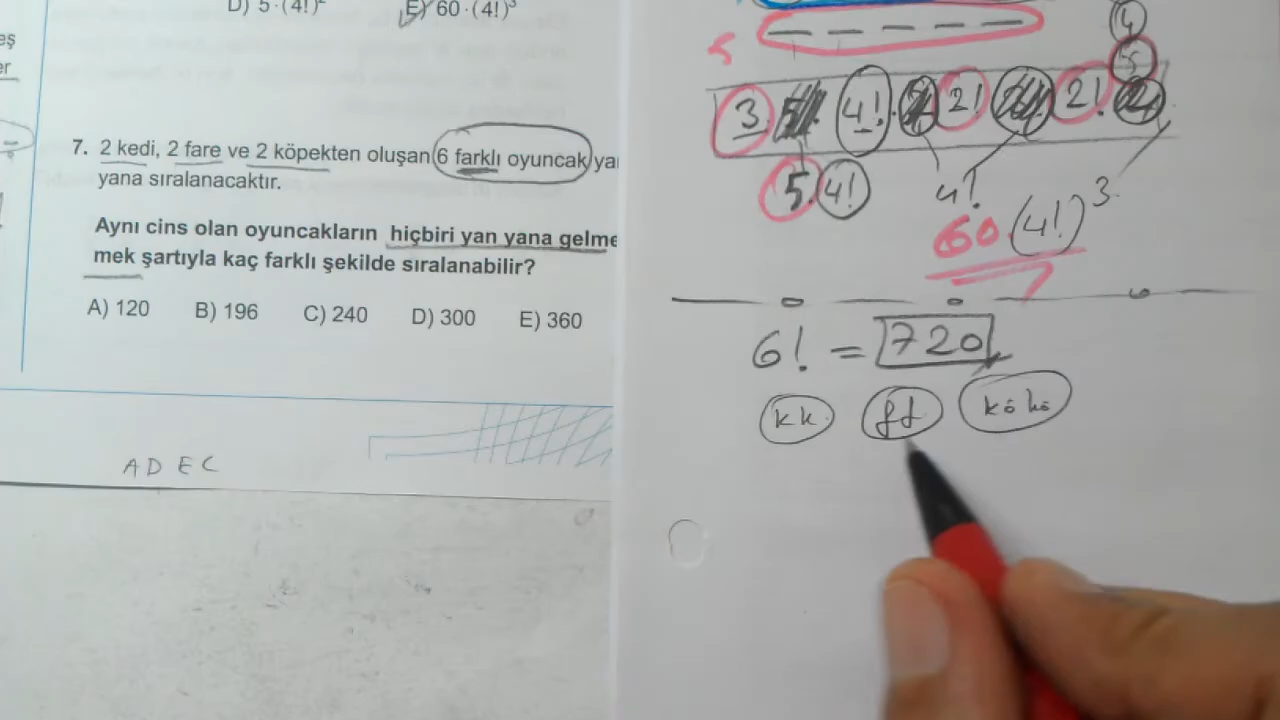 D) 5·(4!)² E) 60·(4!)³
eş
er
7. 2 kedi, 2 fare ve 2 köpekten oluşan 6 farklı oyuncak ya
yana sıralanacaktır.
Aynı cins olan oyuncakların hiçbiri yan yana gelme
mek şartıyla kaç farklı şekilde sıralanabilir?
A) 120 B) 196 C) 240 D) 300 E) 360
A D E C
4
5 5
3 4! · 2! 2!
5 · 4! 4!
60 (4!)³
6! = 720
kk ff kökö